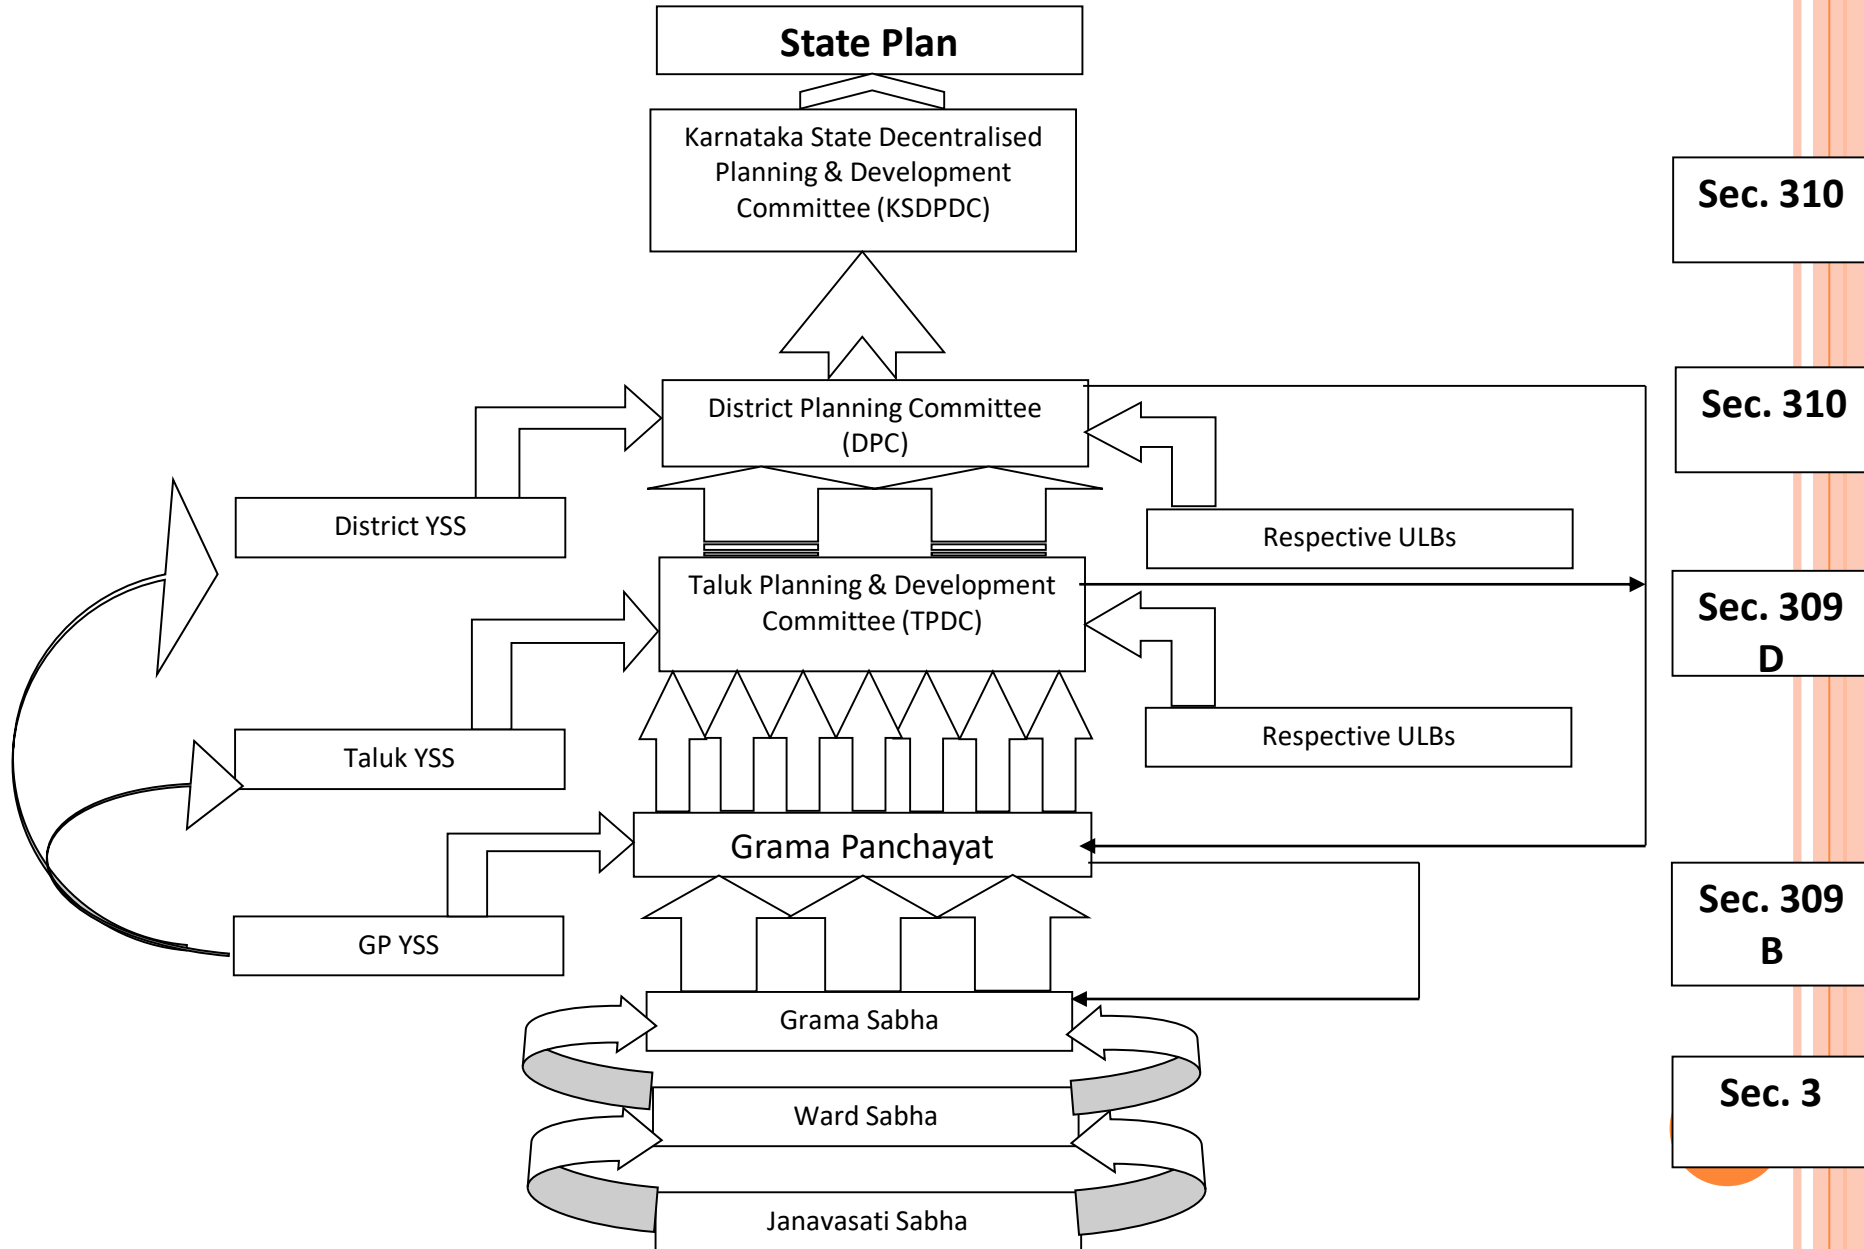 State Plan
Karnataka State Decentralised
Planning & Development
Committee (KSDPDC)
Sec. 310
District Planning Committee
(DPC)
Sec. 310
District YSS
Respective ULBs
Taluk Planning & Development
Committee (TPDC)
Sec. 309
D
Taluk YSS
Respective ULBs
Grama Panchayat
Sec. 309
B
GP YSS
Grama Sabha
Sec. 3
Ward Sabha
Janavasati Sabha